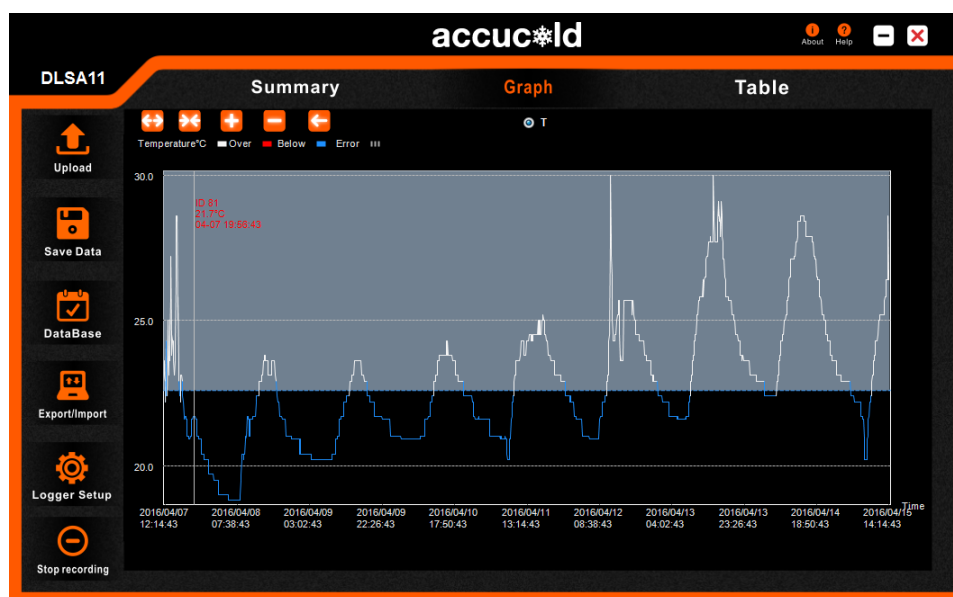 accuc❄ld
About Help
DLSA11
Summary Graph Table
T
Temperature°C Over Below Error
Upload
Save Data
DataBase
Export/Import
Logger Setup
Stop recording
30.0
ID 81
21.7°C
04-07 19:56:43
25.0
20.0
Time
2016/04/07 2016/04/08 2016/04/09 2016/04/09 2016/04/10 2016/04/11 2016/04/12 2016/04/13 2016/04/13 2016/04/14 2016/04/15
12:14:43 07:38:43 03:02:43 22:26:43 17:50:43 13:14:43 08:38:43 04:02:43 23:26:43 18:50:43 14:14:43